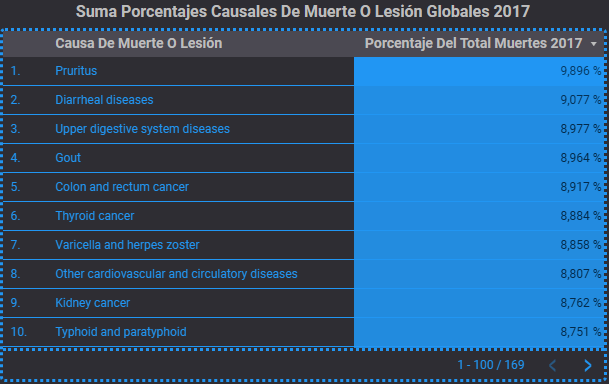 Suma Porcentajes Causales De Muerte O Lesión Globales 2017
Causa De Muerte O Lesión Porcentaje Del Total Muertes 2017
1. Pruritus 9,896 %
2. Diarrheal diseases 9,077 %
3. Upper digestive system diseases 8,977 %
4. Gout 8,964 %
5. Colon and rectum cancer 8,917 %
6. Thyroid cancer 8,884 %
7. Varicella and herpes zoster 8,858 %
8. Other cardiovascular and circulatory diseases 8,807 %
9. Kidney cancer 8,762 %
10. Typhoid and paratyphoid 8,751 %
1 - 100 / 169